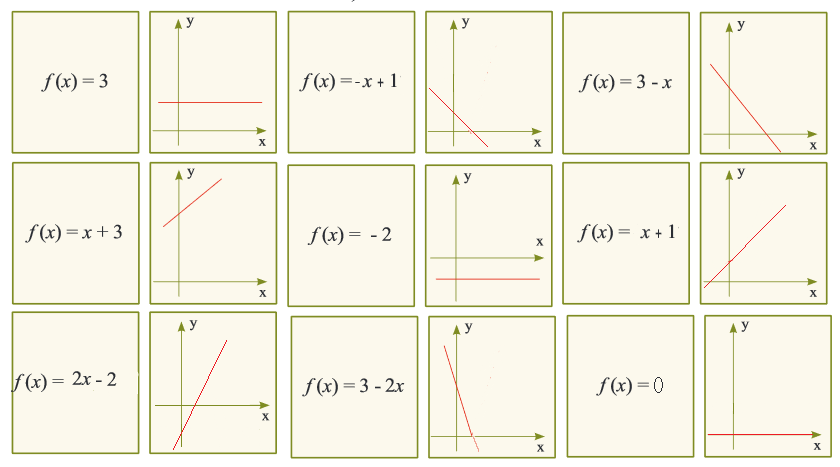 f(x) = 3
y
x
f(x) = -x + 1
y
x
f(x) = 3 - x
y
x
f(x) = x + 3
y
x
f(x) = - 2
y
x
f(x) = x + 1
y
x
f(x) = 2x - 2
y
x
f(x) = 3 - 2x
y
x
f(x) = 0
y
x